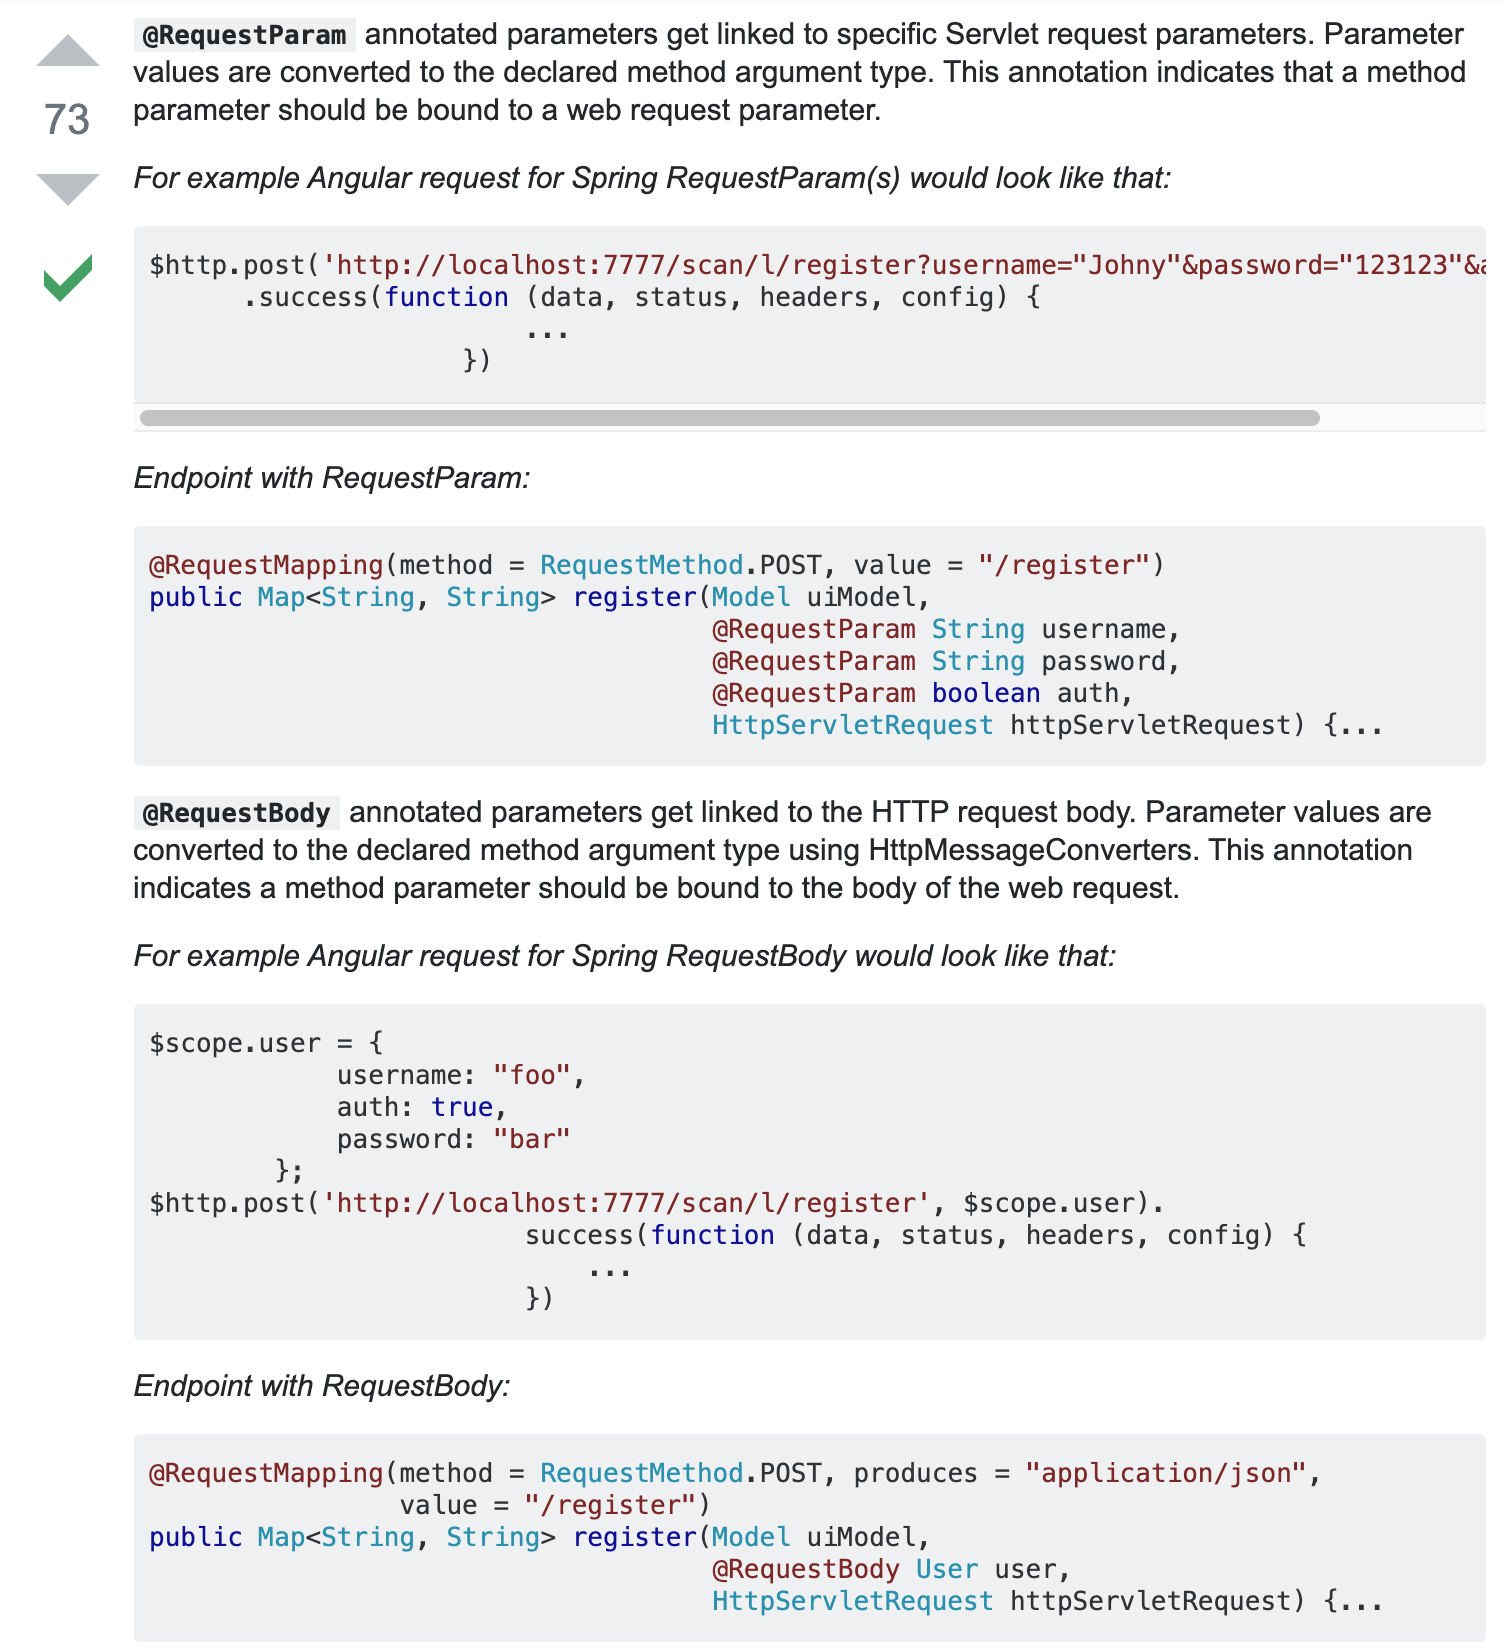 @RequestParam annotated parameters get linked to specific Servlet request parameters. Parameter
values are converted to the declared method argument type. This annotation indicates that a method
parameter should be bound to a web request parameter.
73
For example Angular request for Spring RequestParam(s) would look like that:
$http.post('http://localhost:7777/scan/l/register?username="Johny"&password="123123"&
.success(function (data, status, headers, config) {
...
})
Endpoint with RequestParam:
@RequestMapping(method = RequestMethod.POST, value = "/register")
public Map<String, String> register(Model uiModel,
@RequestParam String username,
@RequestParam String password,
@RequestParam boolean auth,
HttpServletRequest httpServletRequest) {...
@RequestBody annotated parameters get linked to the HTTP request body. Parameter values are
converted to the declared method argument type using HttpMessageConverters. This annotation
indicates a method parameter should be bound to the body of the web request.
For example Angular request for Spring RequestBody would look like that:
$scope.user = {
username: "foo",
auth: true,
password: "bar"
};
$http.post('http://localhost:7777/scan/l/register', $scope.user).
success(function (data, status, headers, config) {
...
})
Endpoint with RequestBody:
@RequestMapping(method = RequestMethod.POST, produces = "application/json",
value = "/register")
public Map<String, String> register(Model uiModel,
@RequestBody User user,
HttpServletRequest httpServletRequest) {...